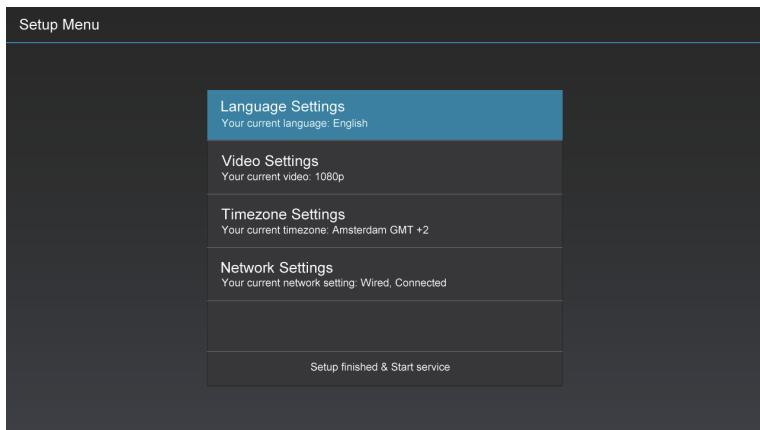 Setup Menu
Language Settings
Your current language: English
Video Settings
Your current video: 1080p
Timezone Settings
Your current timezone: Amsterdam GMT +2
Network Settings
Your current network setting: Wired, Connected
Setup finished & Start service